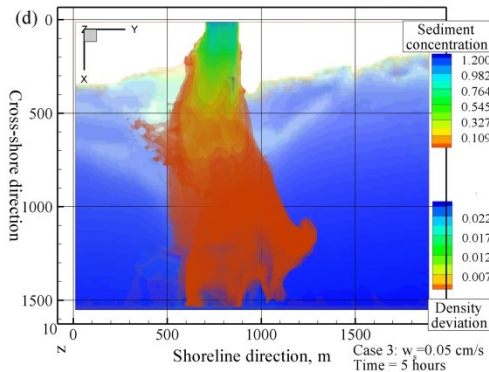 (d)
0
500
1000
1500
10
Cross-shore direction
Z
Y
X
Sediment
concentration
1.200
0.982
0.764
0.545
0.327
0.109
0.022
0.017
0.012
0.007
Density
deviation
0
500
1000
1500
Z
Shoreline direction, m
Case 3: wₛ=0.05 cm/s
Time = 5 hours